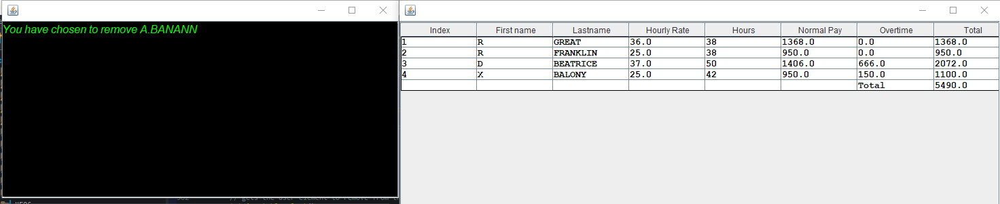 You have chosen to remove A.BANANN
Index First name Lastname Hourly Rate Hours Normal Pay Overtime Total
1 R GREAT 36.0 38 1368.0 0.0 1368.0
2 R FRANKLIN 25.0 38 950.0 0.0 950.0
3 D BEATRICE 37.0 50 1406.0 666.0 2072.0
4 X BALONY 25.0 42 950.0 150.0 1100.0
Total 5490.0